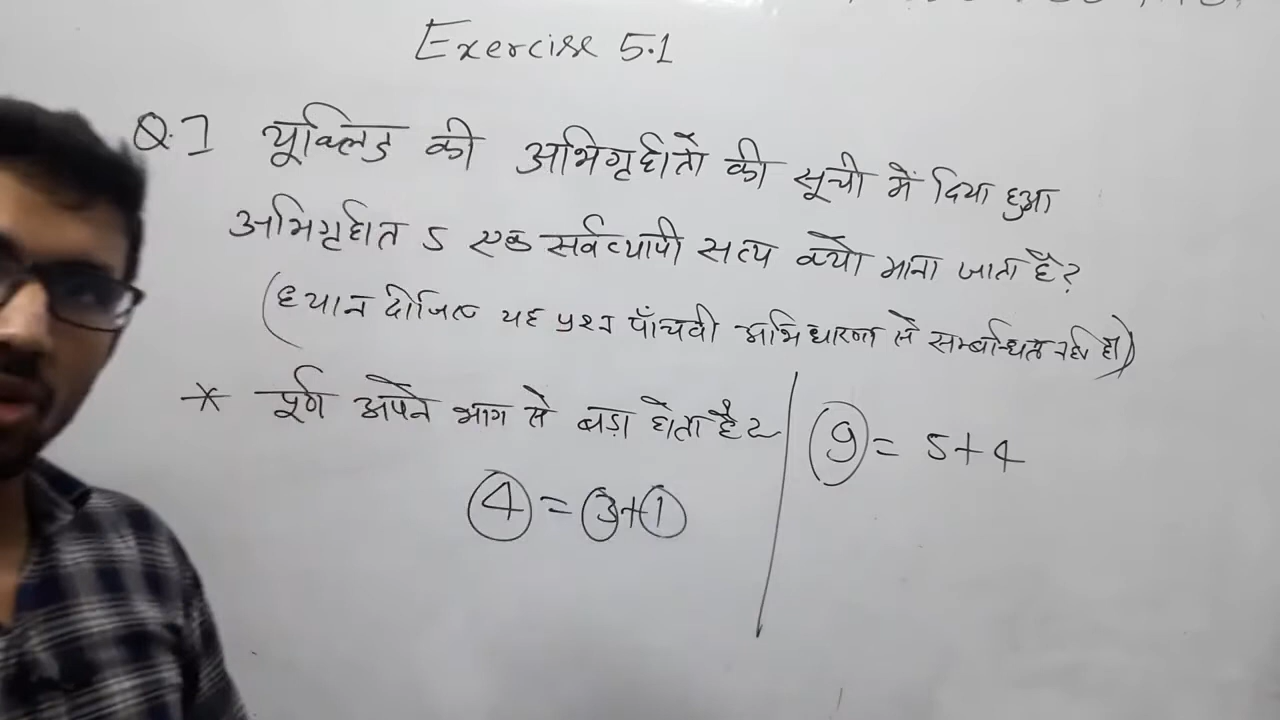 Exercise 5.1
Q.1 यूक्लिड की अभिगृहीतों की सूची में दिया हुआ
अभिगृहीत 5 एक सर्वव्यापी सत्य क्यों माना जाता है?
(ध्यान दीजिए यह प्रश्न पाँचवी अभिधारणा से सम्बन्धित नहीं है)
* पूर्ण अपने भाग से बड़ा होता है
4 = 3+1
9 = 5+4